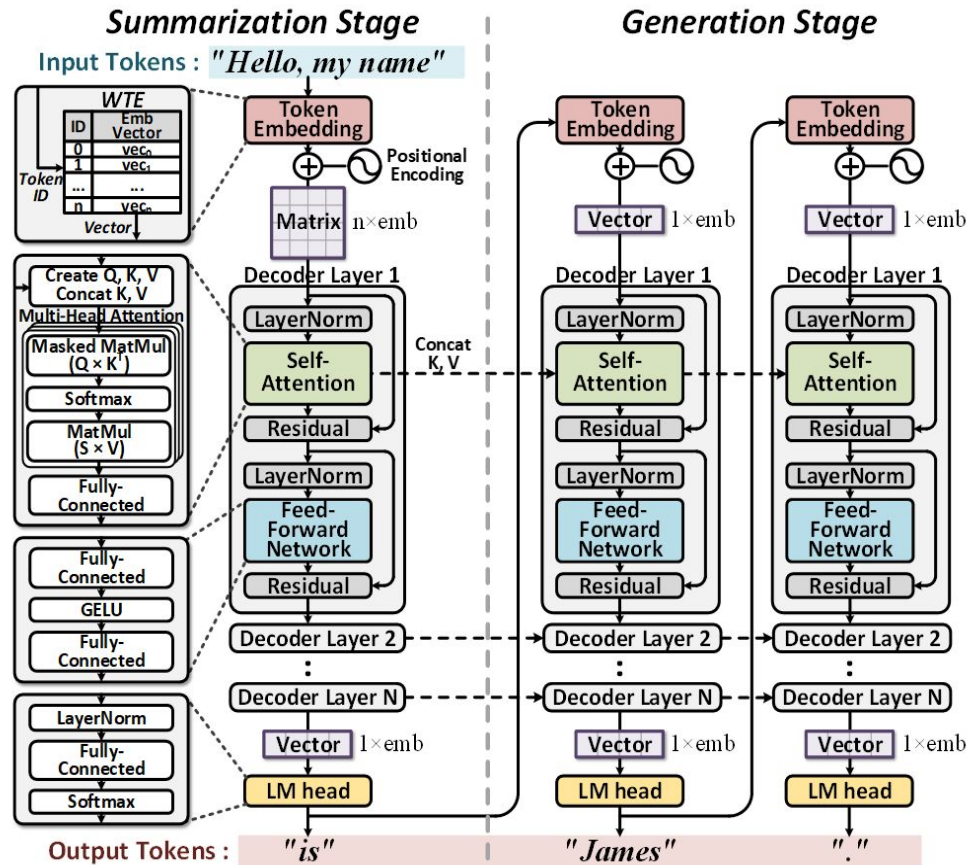 Summarization Stage
Generation Stage
Input Tokens : "Hello, my name"
WTE
ID
Emb
Vector
0
vec₀
1
vec₁
...
...
n
vecₙ
Token
ID
Vector
Token
Embedding
Positional
Encoding
Matrix
n×emb
Create Q, K, V
Concat K, V
Multi-Head Attention
Masked MatMul
(Q × Kᵀ)
Softmax
MatMul
(S × V)
Fully-
Connected
Fully-
Connected
GELU
Fully-
Connected
LayerNorm
Fully-
Connected
Softmax
Decoder Layer 1
LayerNorm
Self-
Attention
Residual
LayerNorm
Feed-
Forward
Network
Residual
Decoder Layer 2
:
Decoder Layer N
Vector
1×emb
LM head
Concat
K, V
Token
Embedding
Vector
1×emb
Decoder Layer 1
LayerNorm
Self-
Attention
Residual
LayerNorm
Feed-
Forward
Network
Residual
Decoder Layer 2
:
Decoder Layer N
Vector
1×emb
LM head
Token
Embedding
Vector
1×emb
Decoder Layer 1
LayerNorm
Self-
Attention
Residual
LayerNorm
Feed-
Forward
Network
Residual
Decoder Layer 2
:
Decoder Layer N
Vector
1×emb
LM head
Output Tokens : "is" "James" "."